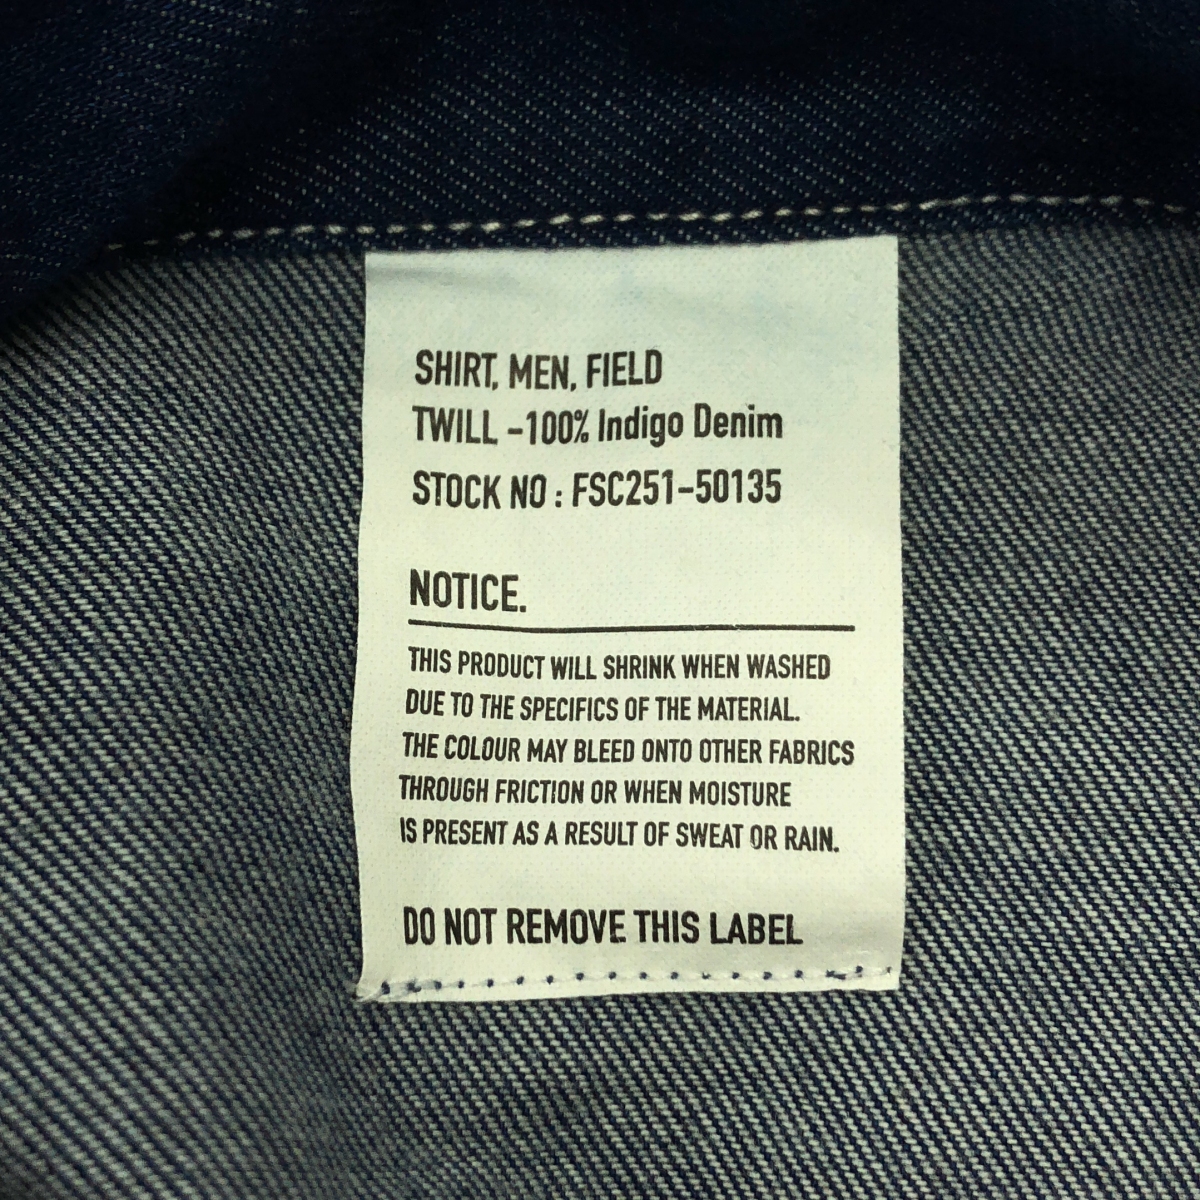 SHIRT, MEN, FIELD
TWILL -100% Indigo Denim
STOCK NO : FSC251-50135
NOTICE.
THIS PRODUCT WILL SHRINK WHEN WASHED
DUE TO THE SPECIFICS OF THE MATERIAL.
THE COLOUR MAY BLEED ONTO OTHER FABRICS
THROUGH FRICTION OR WHEN MOISTURE
IS PRESENT AS A RESULT OF SWEAT OR RAIN.
DO NOT REMOVE THIS LABEL